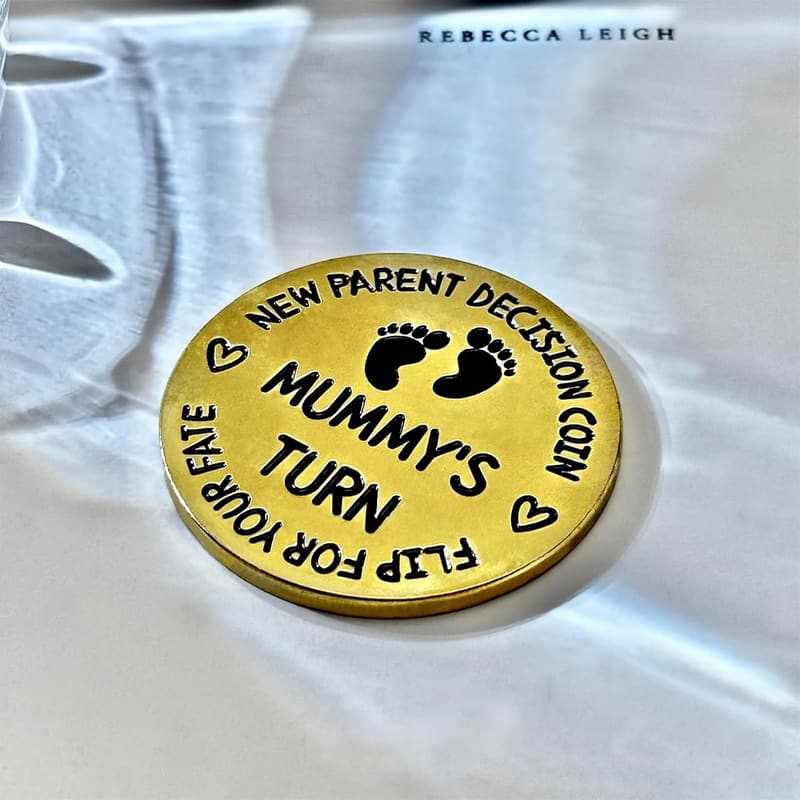 REBECCA LEIGH
NEW PARENT DECISION COIN
MUMMY'S
TURN
FLIP FOR YOUR FATE